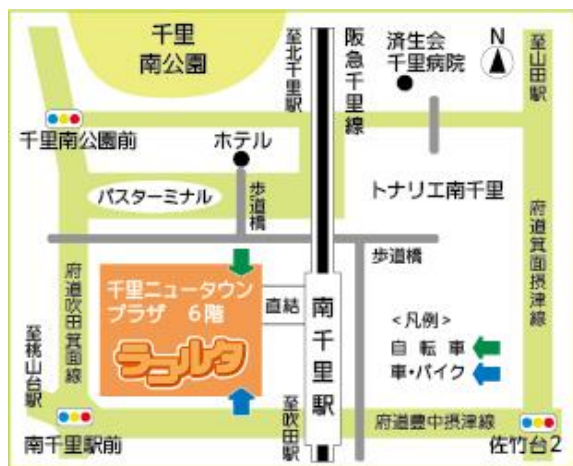 千里
南公園
至北千里駅
阪急千里線
済生会
千里病院
N
至山田駅
千里南公園前
ホテル
バスターミナル
歩道橋
トナリエ南千里
府道箕面摂津線
歩道橋
府道吹田箕面線
千里ニュータウン
プラザ 6階
ラコルタ
直結
南千里駅
<凡例>
自転車
車・バイク
至桃山台駅
至吹田駅
南千里駅前
府道豊中摂津線
佐竹台2